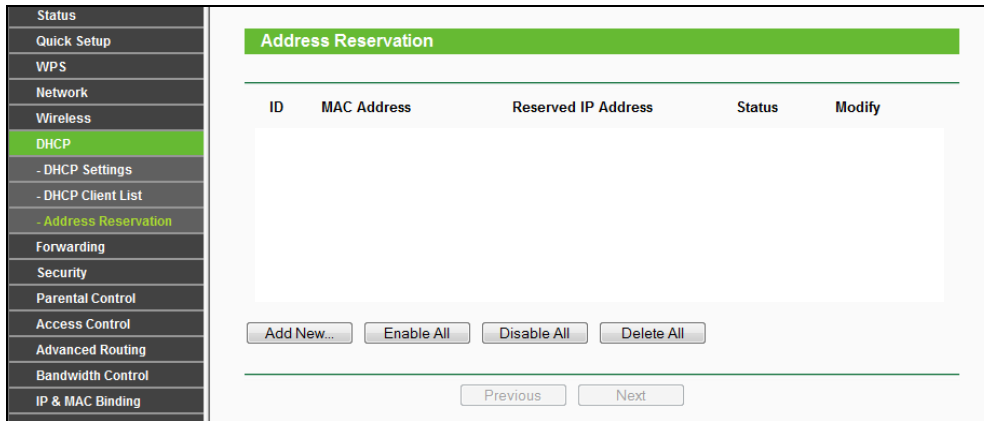 Status
Quick Setup
WPS
Network
Wireless
DHCP
- DHCP Settings
- DHCP Client List
- Address Reservation
Forwarding
Security
Parental Control
Access Control
Advanced Routing
Bandwidth Control
IP & MAC Binding
Address Reservation
ID MAC Address Reserved IP Address Status Modify
Add New... Enable All Disable All Delete All
Previous Next